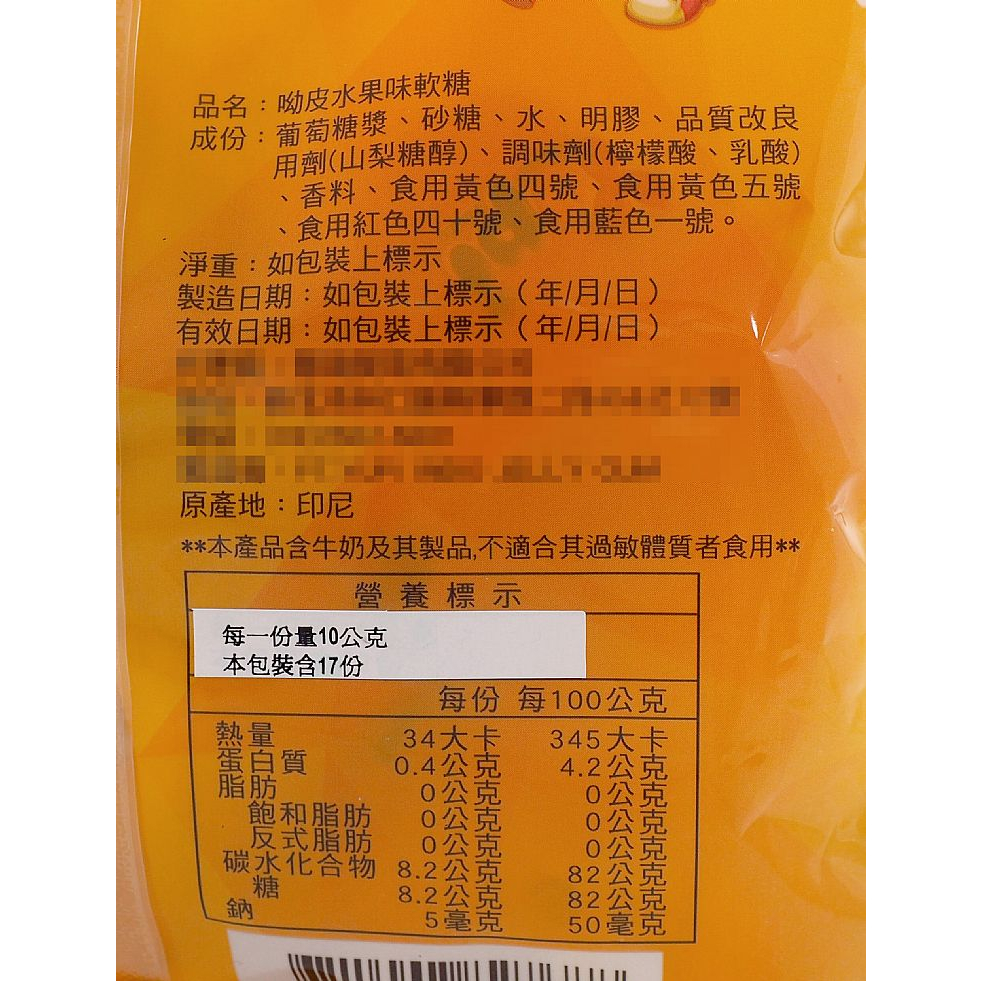 品名：呦皮水果味軟糖
成份：葡萄糖漿、砂糖、水、明膠、品質改良
用劑(山梨糖醇)、調味劑(檸檬酸、乳酸)
、香料、食用黃色四號、食用黃色五號
、食用紅色四十號、食用藍色一號。
淨重：如包裝上標示
製造日期：如包裝上標示（年/月/日）
有效日期：如包裝上標示（年/月/日）
原產地：印尼
**本產品含牛奶及其製品,不適合其過敏體質者食用**
營養標示
每一份量10公克
本包裝含17份
每份 每100公克
熱量 34大卡 345大卡
蛋白質 0.4公克 4.2公克
脂肪 0公克 0公克
飽和脂肪 0公克 0公克
反式脂肪 0公克 0公克
碳水化合物 8.2公克 82公克
糖 8.2公克 82公克
鈉 5毫克 50毫克